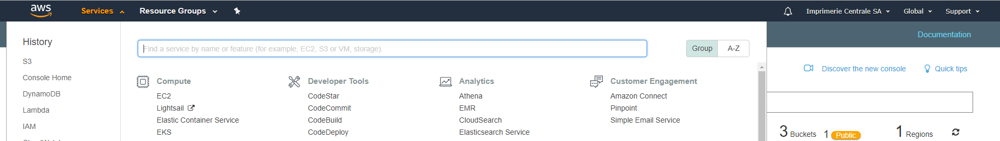 aws Services Resource Groups Imprimerie Centrale SA Global Support
Documentation
History
S3
Console Home
DynamoDB
Lambda
IAM
Find a service by name or feature (for example, EC2, S3 or VM, storage).
Group A-Z
Compute
EC2
Lightsail
Elastic Container Service
EKS
Developer Tools
CodeStar
CodeCommit
CodeBuild
CodeDeploy
Analytics
Athena
EMR
CloudSearch
Elasticsearch Service
Customer Engagement
Amazon Connect
Pinpoint
Simple Email Service
Discover the new console Quick tips
3 Buckets 1 Public 1 Regions